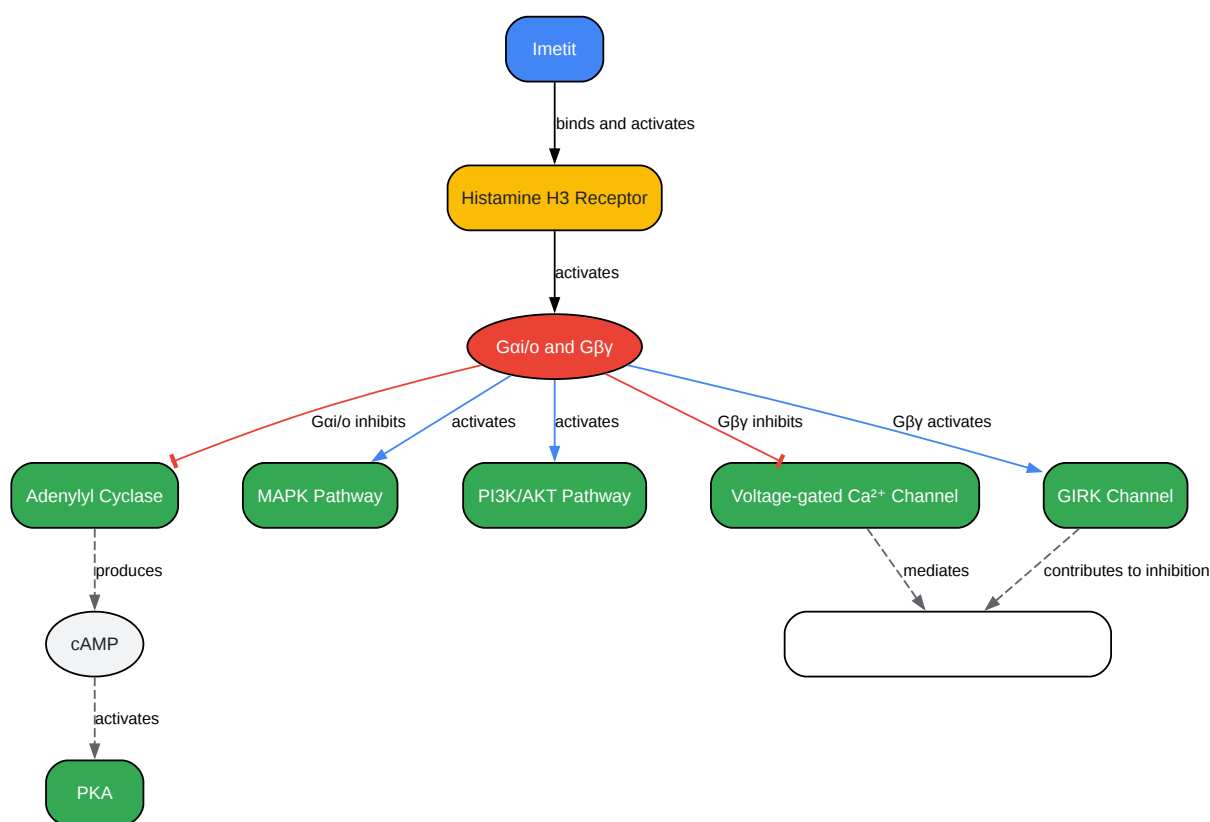 Imetit
binds and activates
Histamine H3 Receptor
activates
Gαi/o and Gβγ
Gαi/o inhibits
activates
activates
Gβγ inhibits
Gβγ activates
Adenylyl Cyclase
MAPK Pathway
PI3K/AKT Pathway
Voltage-gated Ca²⁺ Channel
GIRK Channel
produces
mediates
contributes to inhibition
cAMP
activates
PKA